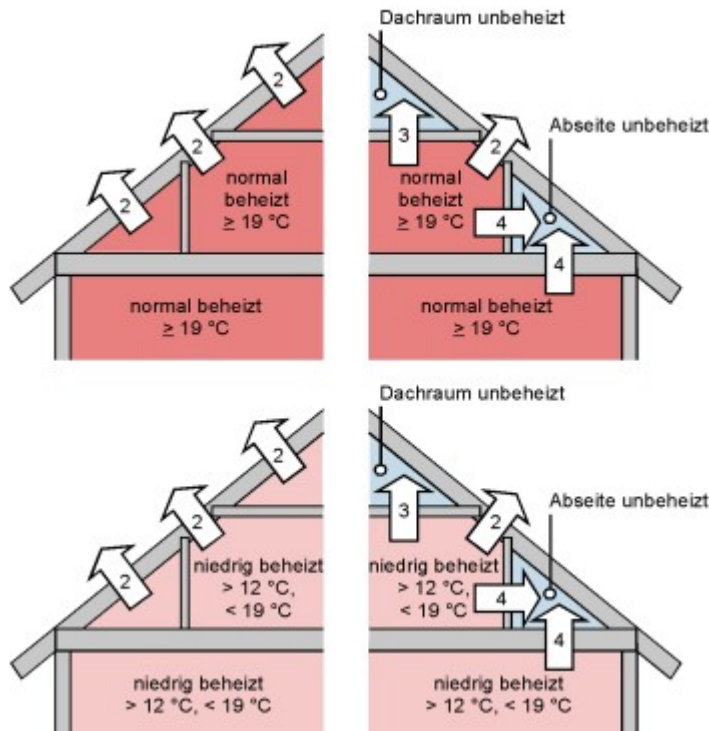 Dachraum unbeheizt
2
2
2
3
2
Abseite unbeheizt
normal
beheizt
≥ 19 °C
normal
beheizt
≥ 19 °C
4
4
normal beheizt
≥ 19 °C
normal beheizt
≥ 19 °C
Dachraum unbeheizt
2
2
2
3
2
Abseite unbeheizt
niedrig beheizt
> 12 °C,
< 19 °C
niedrig beheizt
> 12 °C,
< 19 °C
4
4
niedrig beheizt
> 12 °C, < 19 °C
niedrig beheizt
> 12 °C, < 19 °C